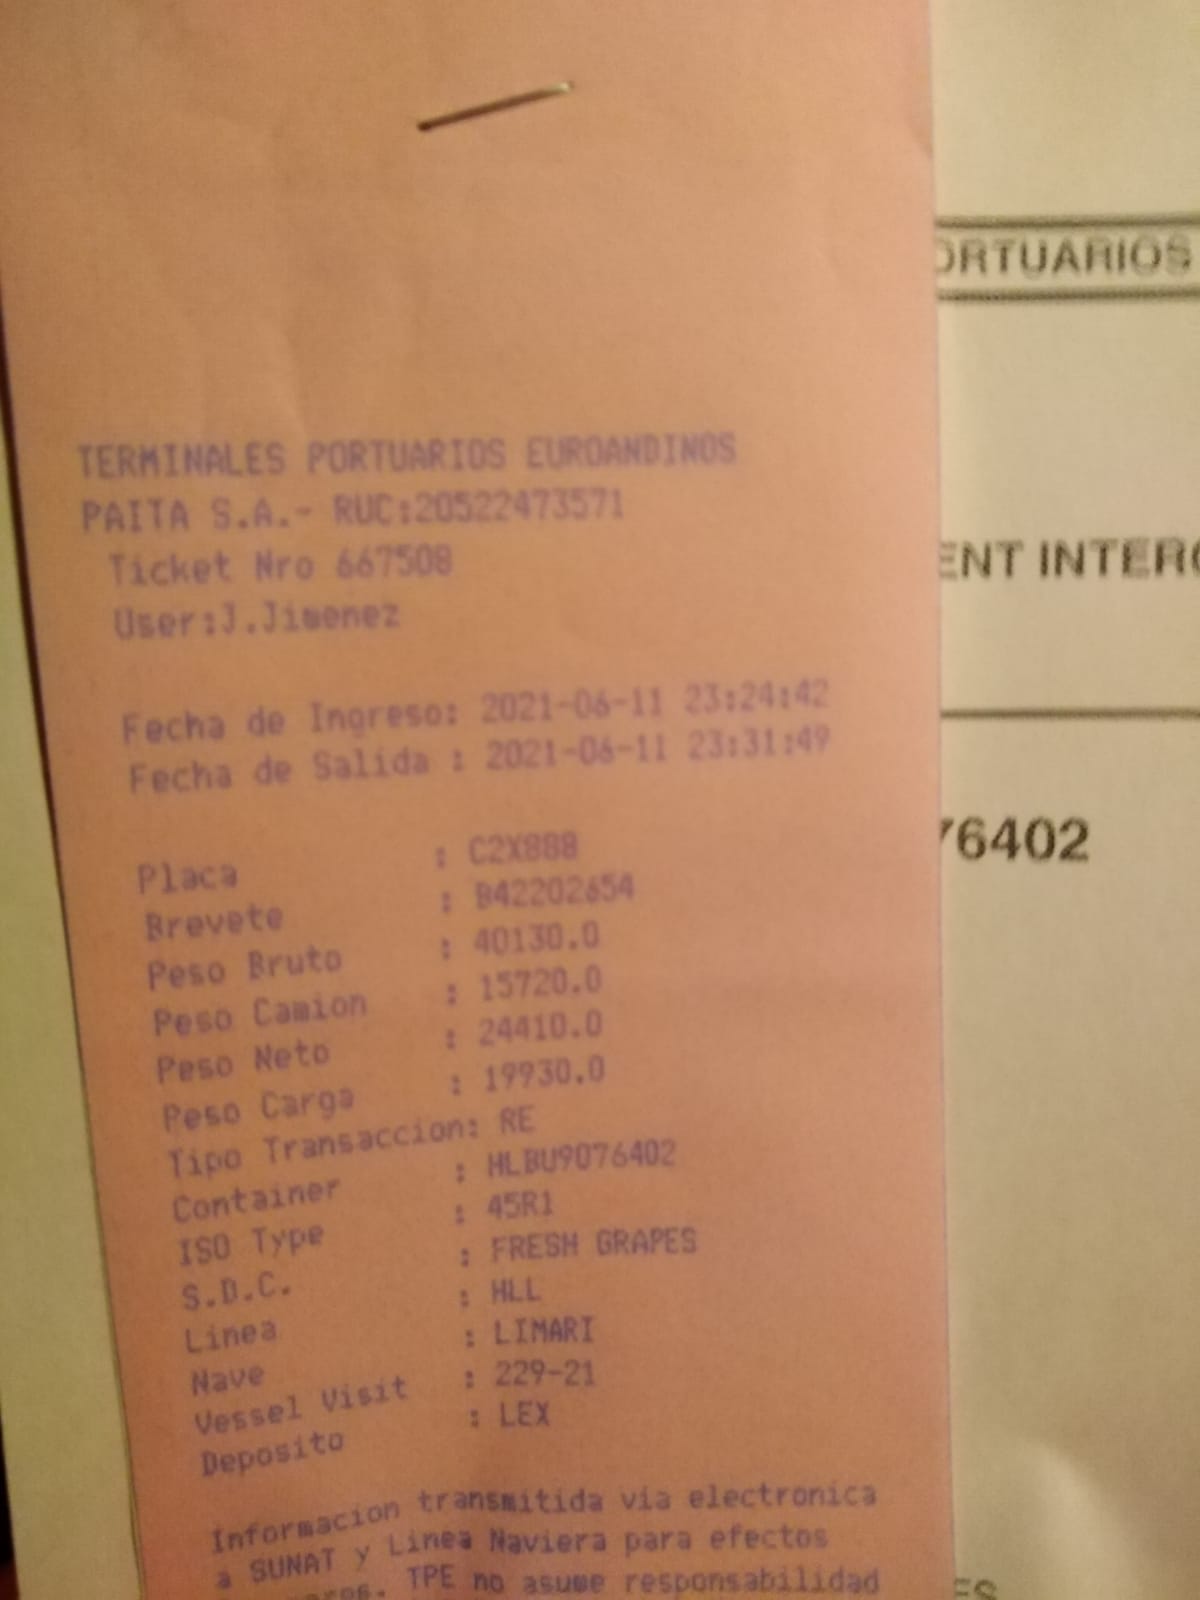 TERMINALES PORTUARIOS EUROANDINOS
PAITA S.A.- RUC:20522473571
Ticket Nro 667508
User:J.Jimenez
Fecha de Ingreso: 2021-06-11 23:24:42
Fecha de Salida : 2021-06-11 23:31:49
Placa : C2X888
Brevete : B42202654
Peso Bruto : 40130.0
Peso Camion : 15720.0
Peso Neto : 24410.0
Peso Carga : 19930.0
Tipo Transaccion: RE
Container : HLBU9076402
ISO Type : 45R1
S.D.C. : FRESH GRAPES
Linea : HLL
Nave : LIMARI
Vessel Visit : 229-21
Deposito : LEX
Informacion transmitida via electronica
a SUNAT y Linea Naviera para efectos
TPE no asume responsabilidad
ORTUARIOS
ENT INTER
76402
ES